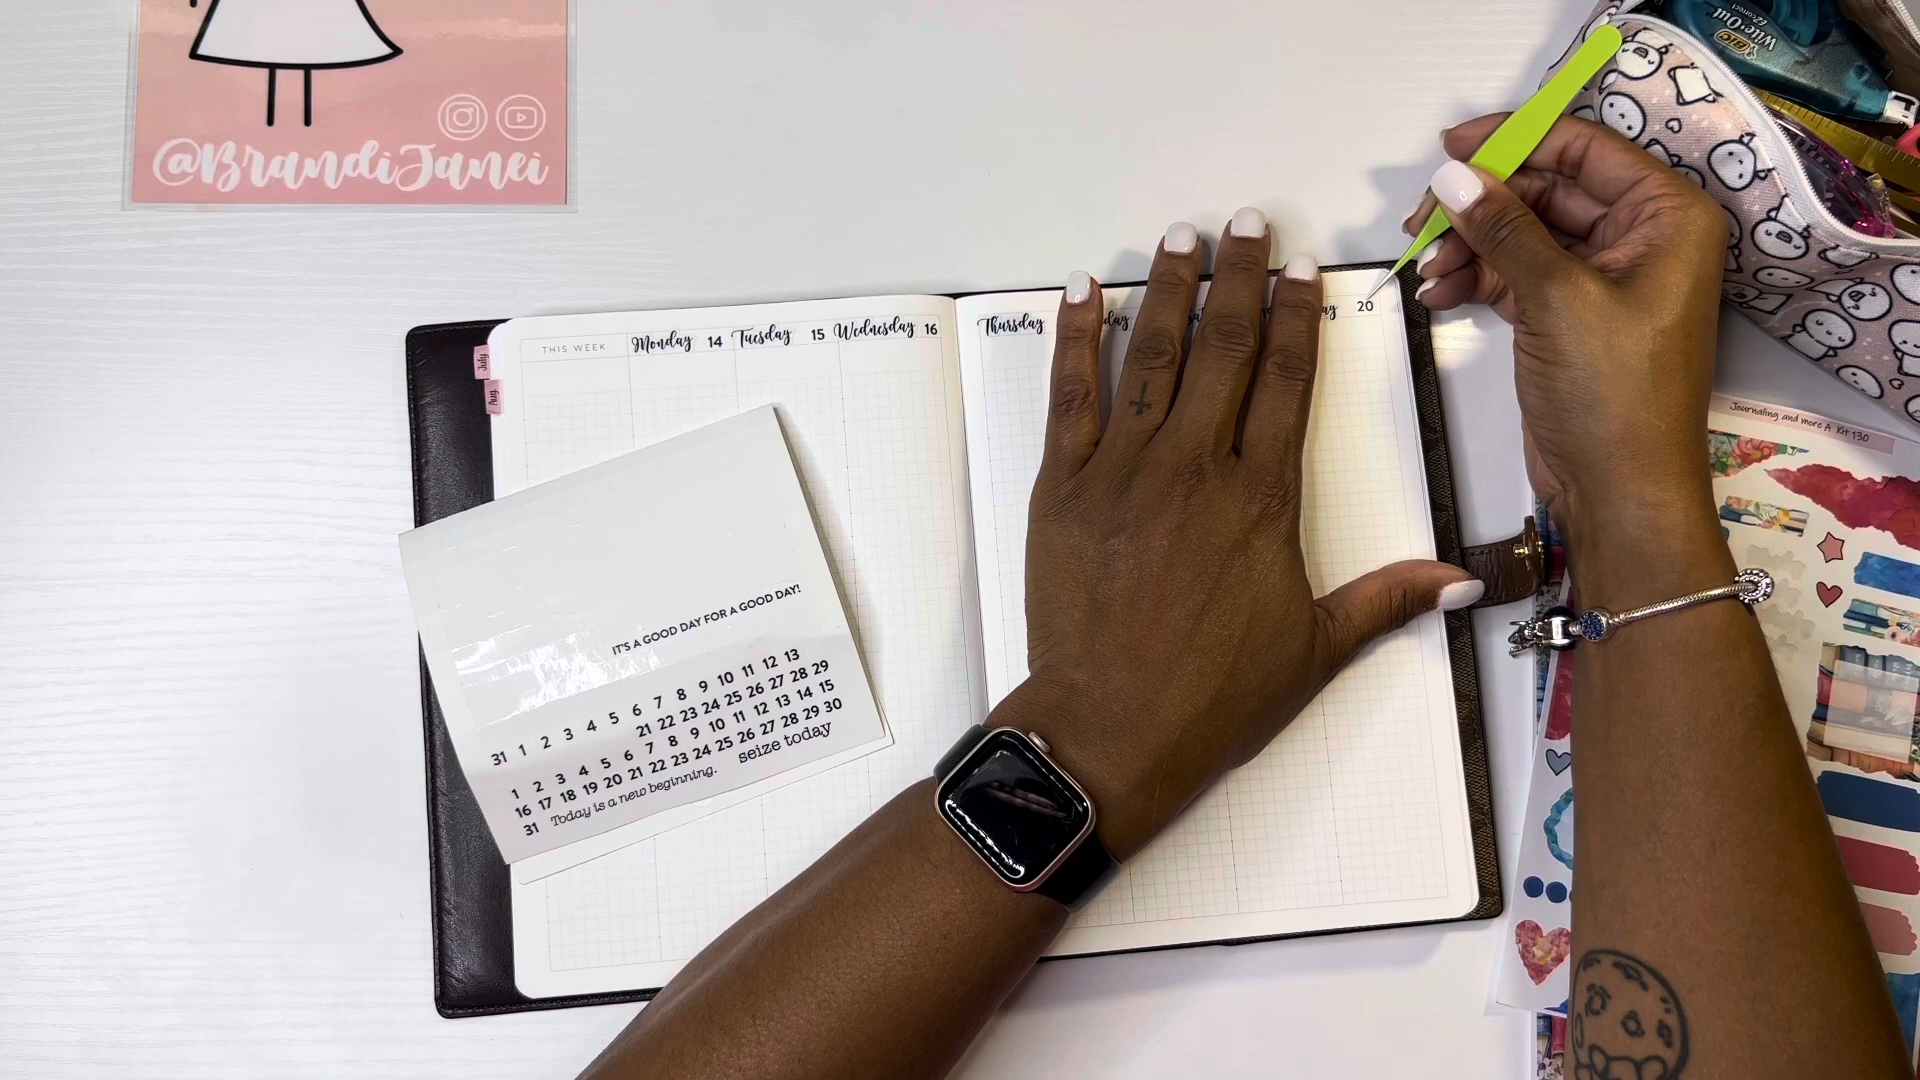 @BrandiJanei
Wite·Out
EZcorrect
BIC
THIS WEEK Monday 14 Tuesday 15 Wednesday 16 Thursday 20
July
Aug
Journaling and more A Kit 130
IT'S A GOOD DAY FOR A GOOD DAY!
31 1 2 3 4 5 6 7 8 9 10 11 12 13
21 22 23 24 25 26 27 28 29
1 2 3 4 5 6 7 8 9 10 11 12 13 14 15
16 17 18 19 20 21 22 23 24 25 26 27 28 29 30
31 Today is a new beginning. seize today